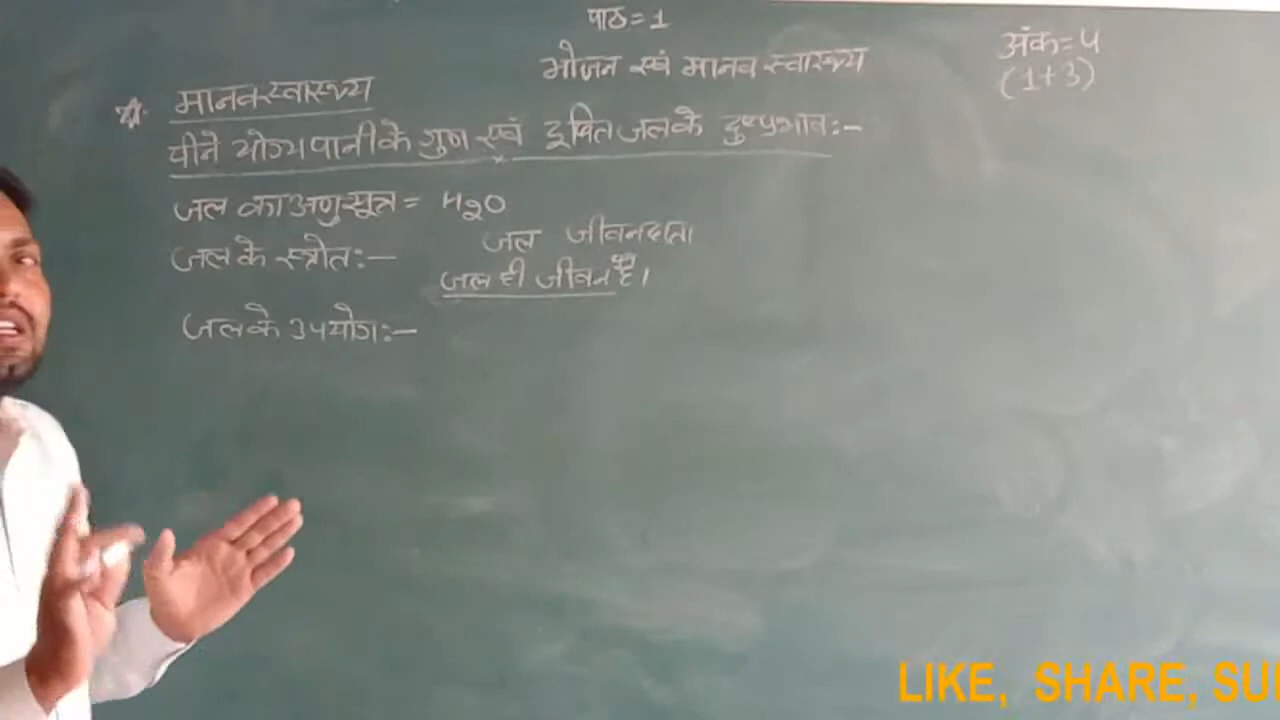 पाठ = 1
भोजन एवं मानव स्वास्थ्य
अंक = 4
(1+3)
मानव स्वास्थ्य
पीने योग्य पानी के गुण एवं दूषित जल के दुष्प्रभाव :-
जल का अणुसूत्र = H2O
जल के स्त्रोत :-
जल जीवनदाता
जल ही जीवन है।
जल के उपयोग :-
LIKE, SHARE, SU